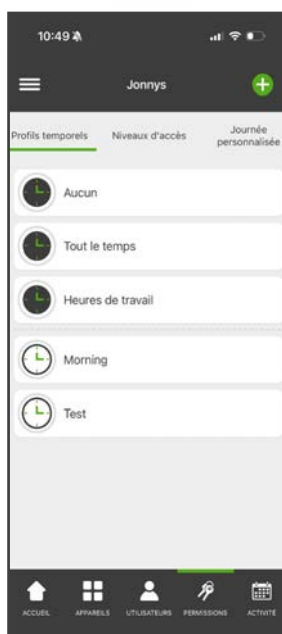 10:49
Jonnys
Profils temporels
Niveaux d'accès
Journée
personnalisée
Aucun
Tout le temps
Heures de travail
Morning
Test
ACCUEIL
APPAREILS
UTILISATEURS
PERMISSIONS
ACTIVITÉ